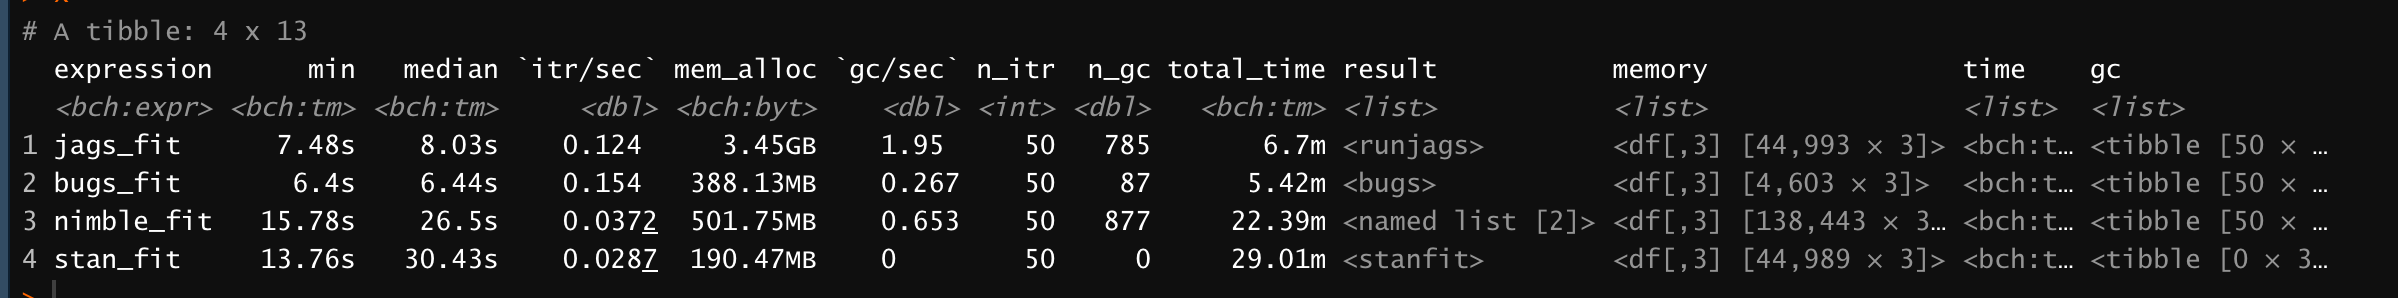 # A tibble: 4 x 13
expression min median `itr/sec` mem_alloc `gc/sec` n_itr n_gc total_time result memory time gc
<bch:expr> <bch:tm> <bch:tm> <dbl> <bch:byt> <dbl> <int> <dbl> <bch:tm> <list> <list> <list> <list>
1 jags_fit 7.48s 8.03s 0.124 3.45GB 1.95 50 785 6.7m <runjags> <df[,3] [44,993 × 3]> <bch:t… <tibble [50 × …
2 bugs_fit 6.4s 6.44s 0.154 388.13MB 0.267 50 87 5.42m <bugs> <df[,3] [4,603 × 3]> <bch:t… <tibble [50 × …
3 nimble_fit 15.78s 26.5s 0.0372 501.75MB 0.653 50 877 22.39m <named list [2]> <df[,3] [138,443 × 3… <bch:t… <tibble [50 × …
4 stan_fit 13.76s 30.43s 0.0287 190.47MB 0 50 0 29.01m <stanfit> <df[,3] [44,989 × 3]> <bch:t… <tibble [0 × 3…